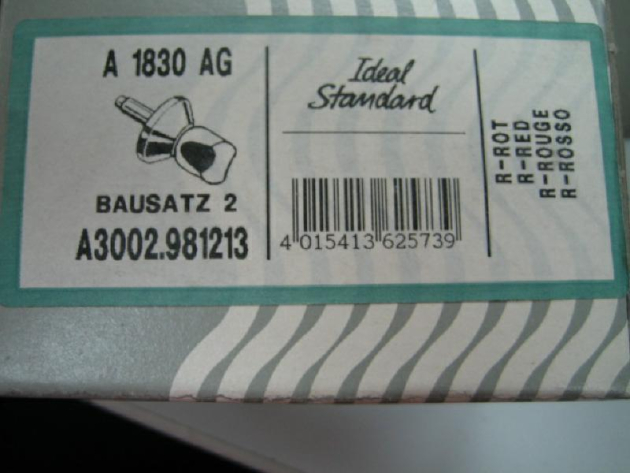 A 1830 AG
BAUSATZ 2
A3002.981213
Ideal
Standard
4 015413 625739
R-ROT
R-RED
R-ROUGE
R-ROSSO